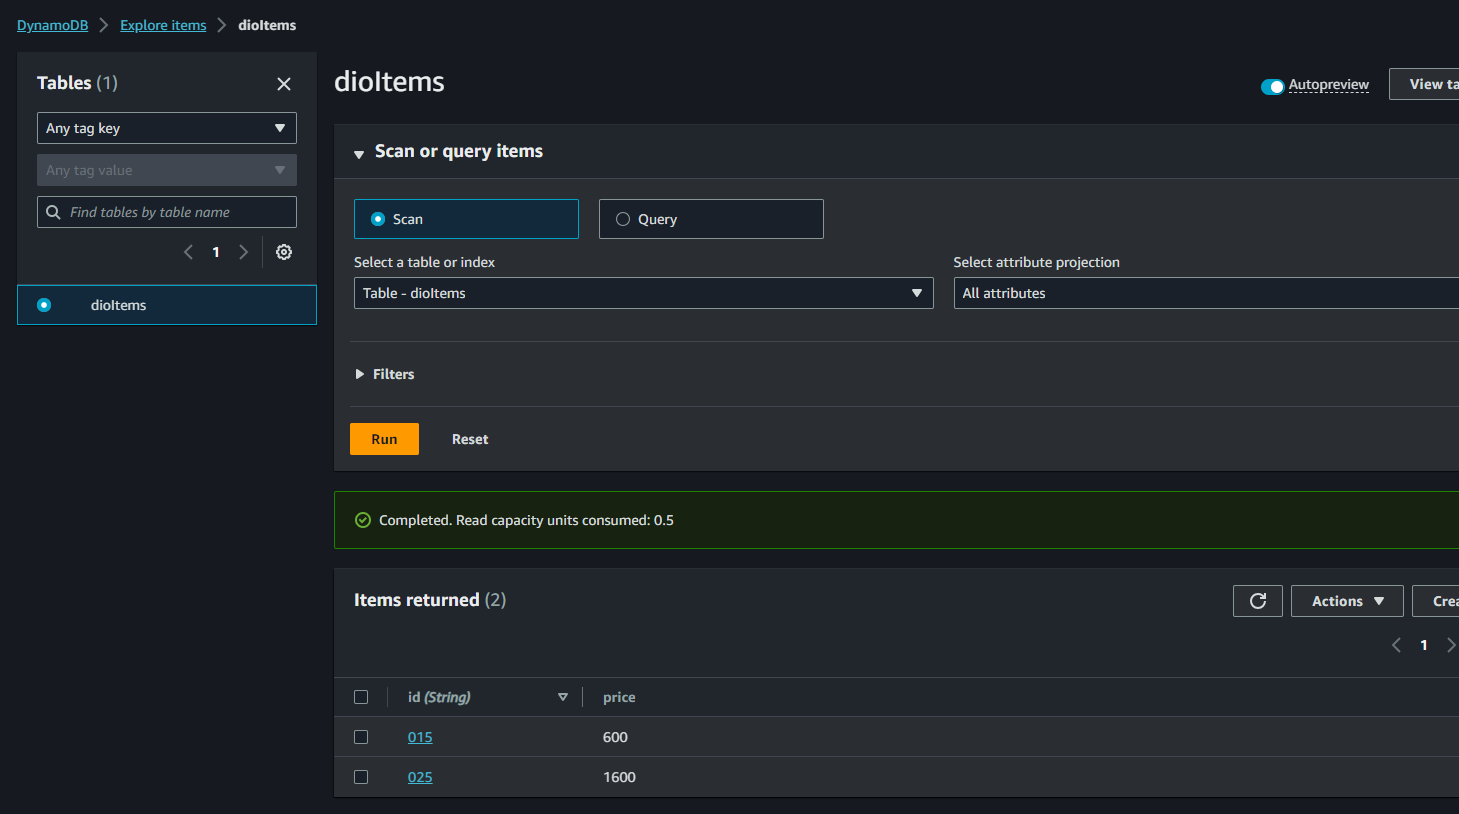 DynamoDB > Explore items > dioItems
Tables (1)
Any tag key
Any tag value
Find tables by table name
1
dioItems
dioItems
Autopreview
View ta
Scan or query items
Scan
Query
Select a table or index
Select attribute projection
Table - dioItems
All attributes
Filters
Run
Reset
Completed. Read capacity units consumed: 0.5
Items returned (2)
Actions
Crea
1
id (String)
price
015
600
025
1600